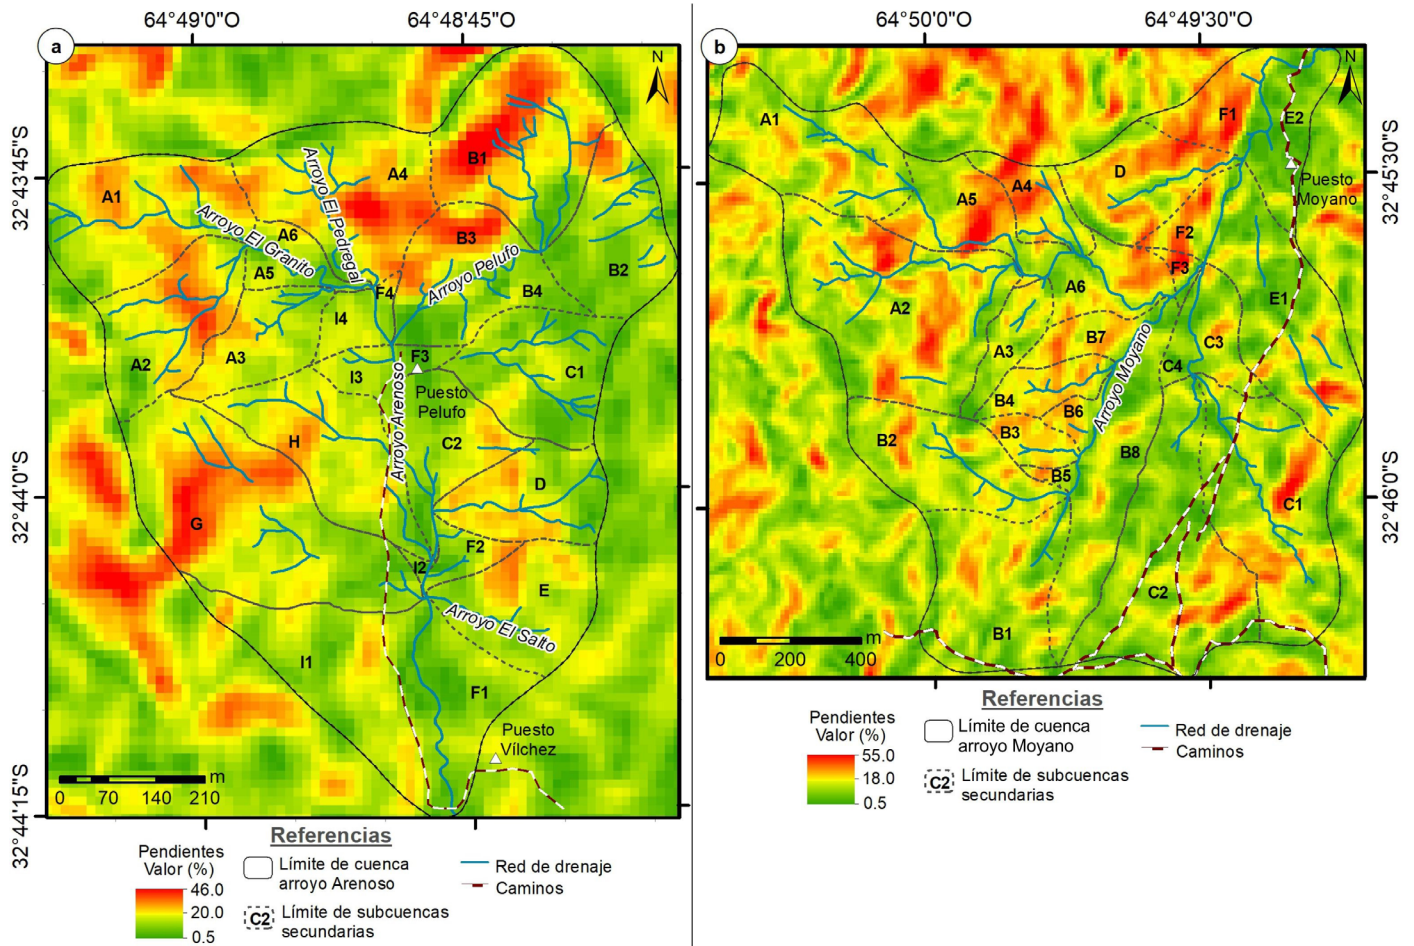 a
64°49'0"O
64°48'45"O
N
32°43'45"S
32°44'0"S
32°44'15"S
A1
A4
B1
A6
B3
A5
B2
F4
B4
I4
A2
A3
F3
I3
C1
H
C2
D
G
F2
I2
E
I1
F1
Arroyo El Pedregal
Arroyo El Granito
Arroyo Pelufo
Arroyo Arenoso
Arroyo El Salto
Puesto
Pelufo
Puesto
Vílchez
m
0 70 140 210
Referencias
Pendientes
Valor (%)
46.0
20.0
0.5
Límite de cuenca
arroyo Arenoso
C2
Límite de subcuencas
secundarias
Red de drenaje
Caminos
b
64°50'0"O
64°49'30"O
N
32°45'30"S
32°46'0"S
A1
F1
E2
D
A4
A5
F2
F3
A6
E1
A2
B7
C3
A3
C4
B4
B6
B3
B2
B8
B5
C1
C2
B1
Puesto
Moyano
Arroyo Moyano
m
0 200 400
Referencias
Pendientes
Valor (%)
55.0
18.0
0.5
Límite de cuenca
arroyo Moyano
C2
Límite de subcuencas
secundarias
Red de drenaje
Caminos